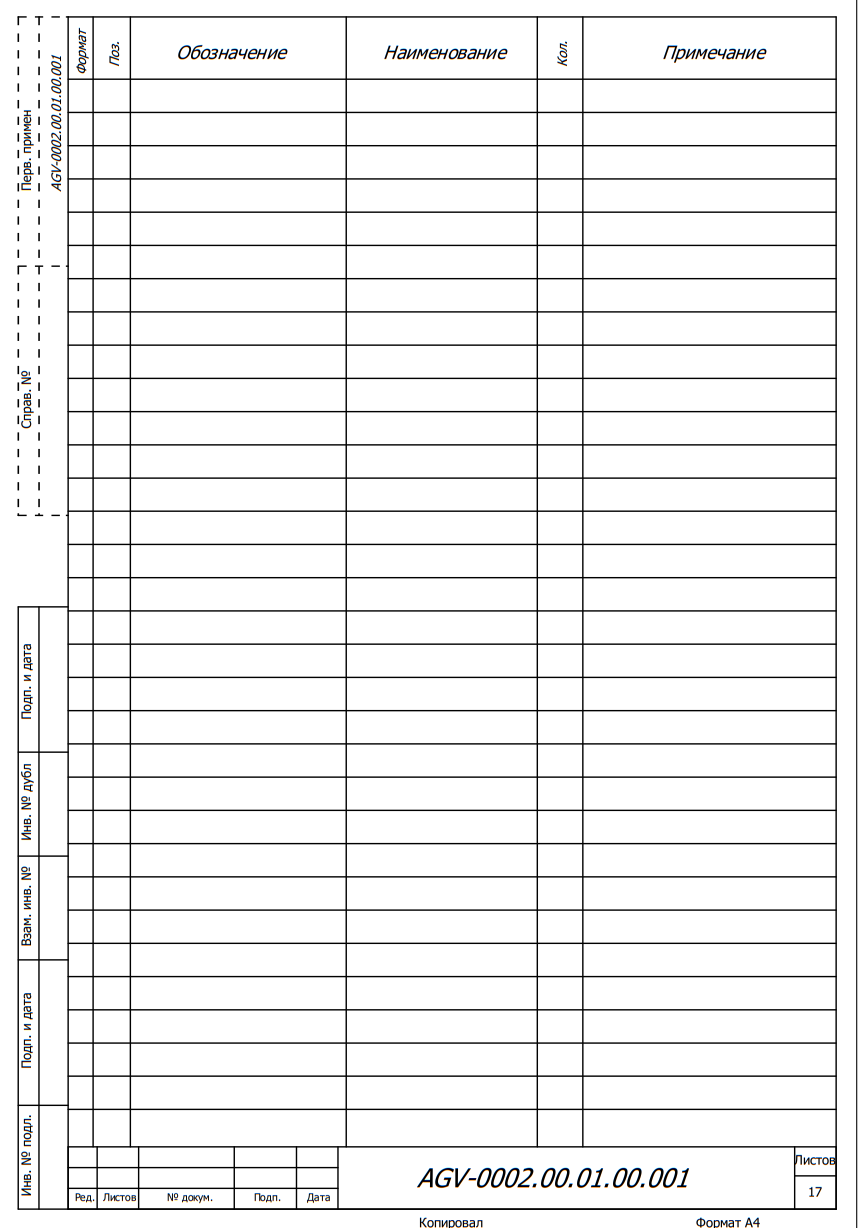 Перв. примен
AGV-0002.00.01.00.001
Справ. №
Подп. и дата
Инв. № дубл
Взам. инв. №
Подп. и дата
Инв. № подл.
Формат
Поз.
Обозначение
Наименование
Кол.
Примечание
Ред.
Листов
№ докум.
Подп.
Дата
AGV-0002.00.01.00.001
Листов
17
Копировал
Формат А4